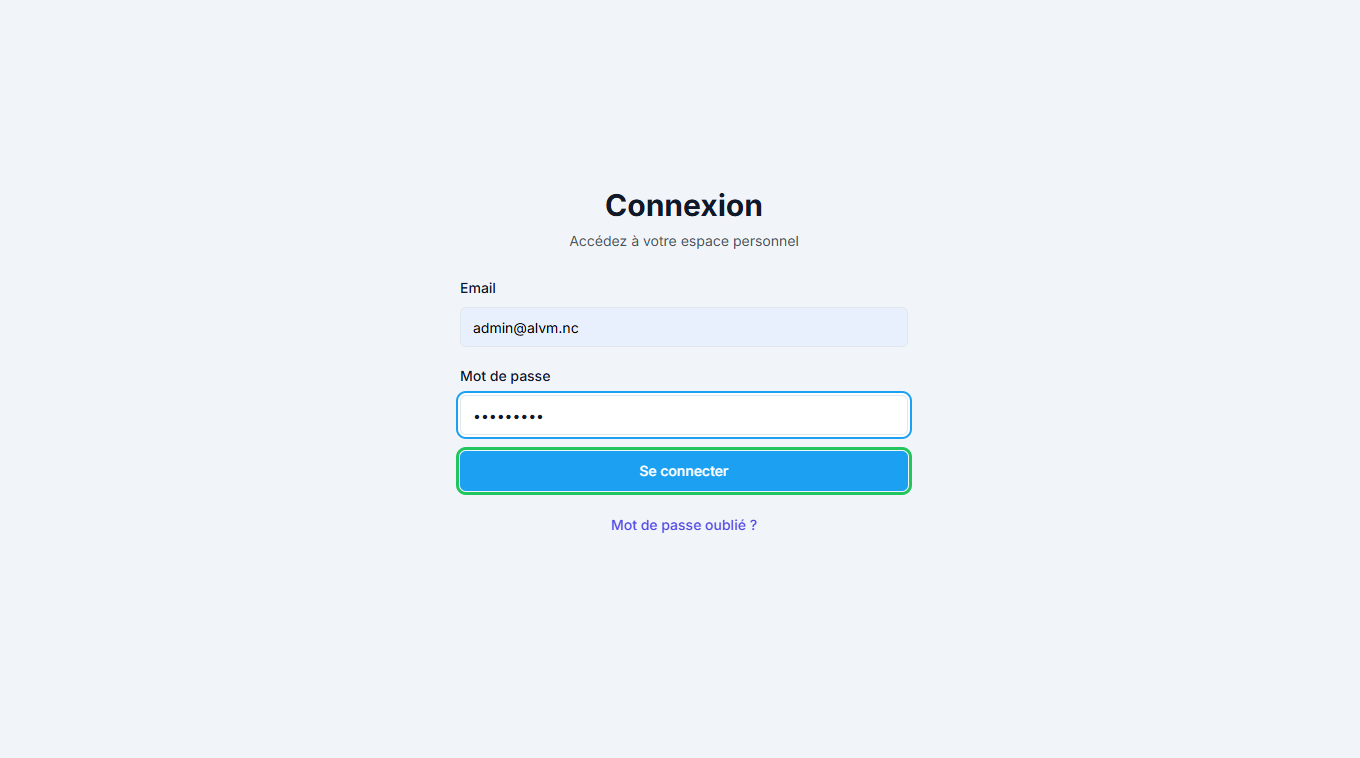 Connexion
Accédez à votre espace personnel
Email
admin@alvm.nc
Mot de passe
•••••••••
Se connecter
Mot de passe oublié ?